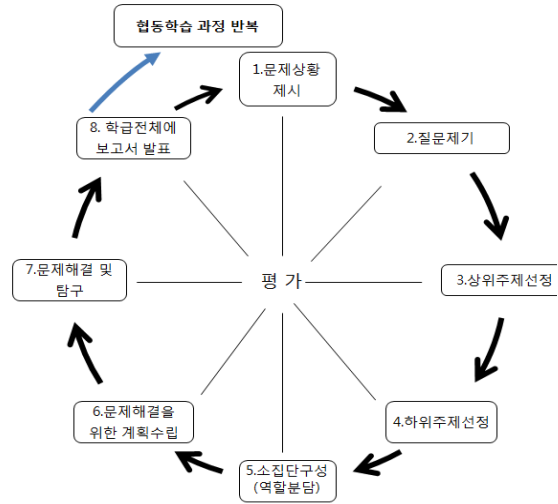 협동학습 과정 반복
1.문제상황
제시
2.질문제기
3.상위주제선정
4.하위주제선정
5.소집단구성
(역할분담)
6.문제해결을
위한 계획수립
7.문제해결 및
탐구
8. 학급전체에
보고서 발표
평 가